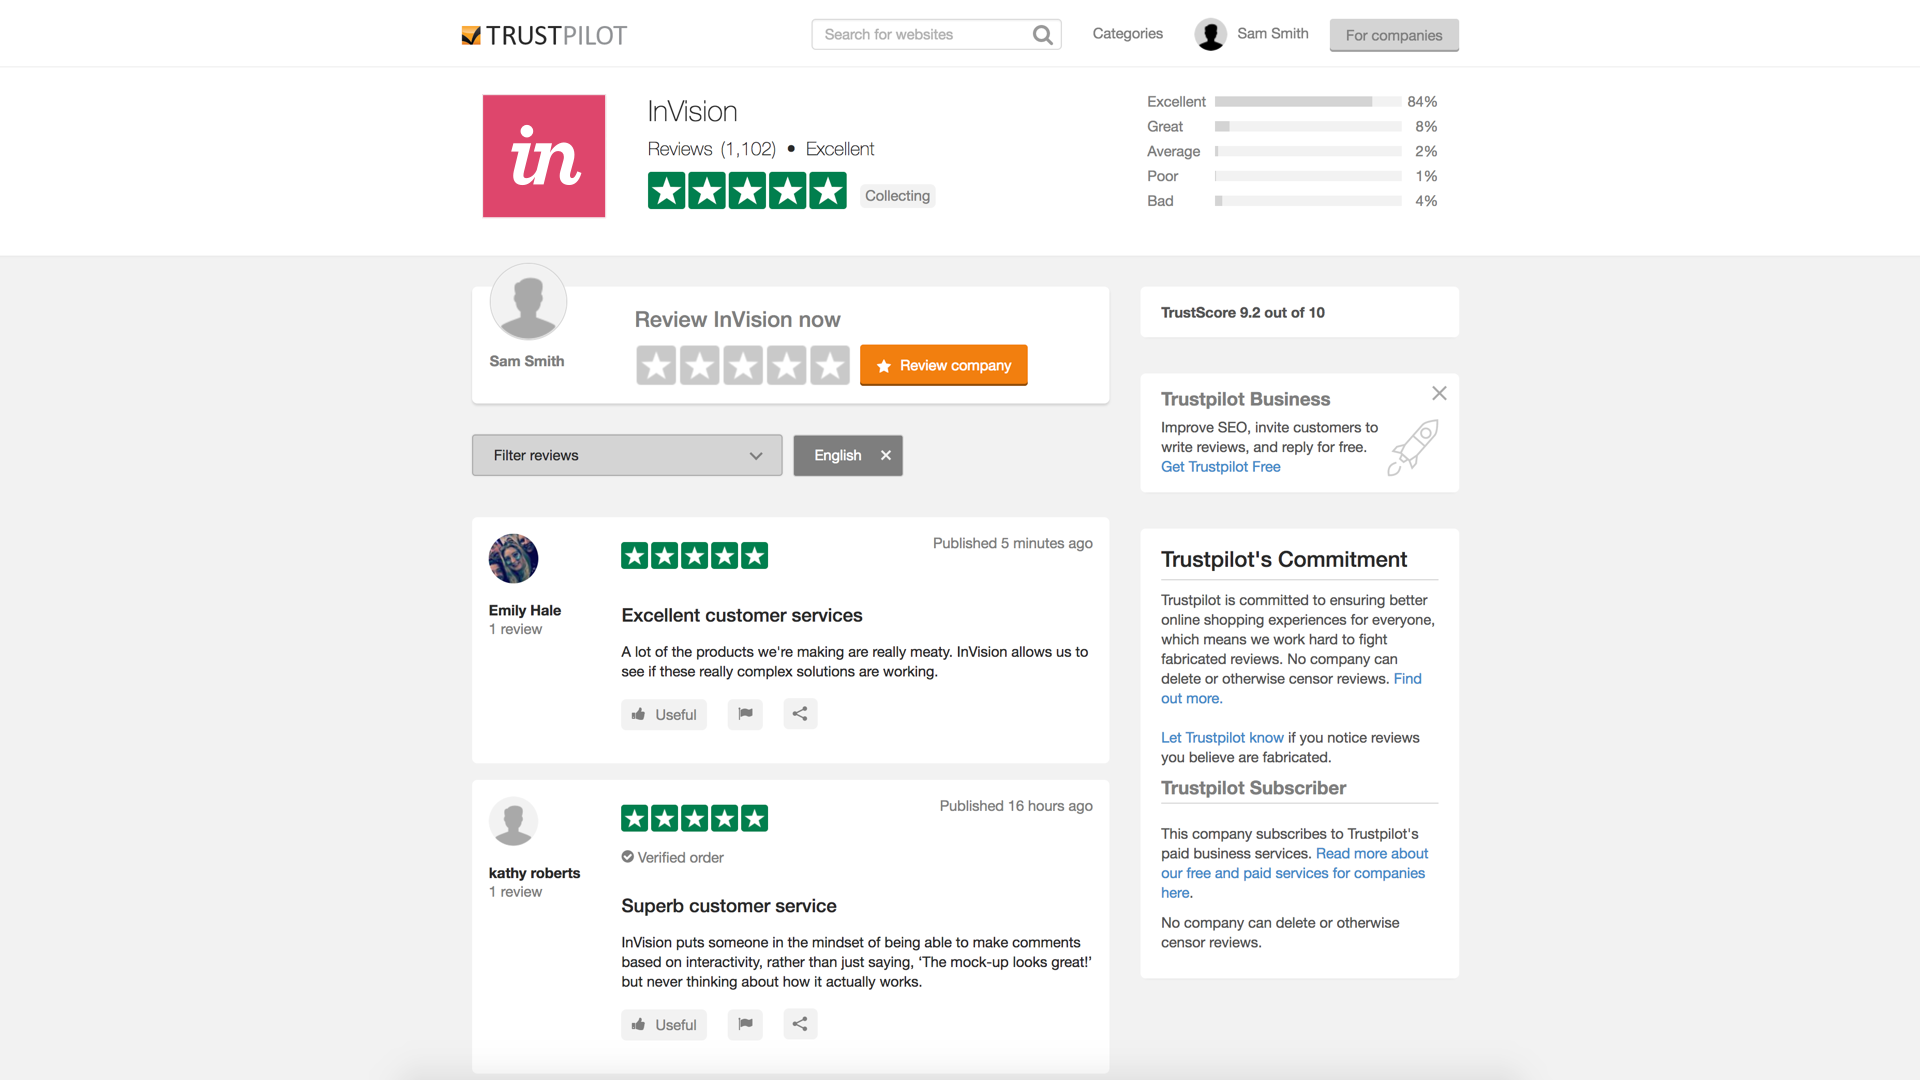 TRUSTPILOT
Search for websites
Categories
Sam Smith
For companies
in
InVision
Reviews (1,102) • Excellent
Collecting
Excellent 84%
Great 8%
Average 2%
Poor 1%
Bad 4%
Sam Smith
Review InVision now
Review company
Filter reviews
English
Emily Hale
1 review
Published 5 minutes ago
Excellent customer services
A lot of the products we're making are really meaty. InVision allows us to
see if these really complex solutions are working.
Useful
kathy roberts
1 review
Published 16 hours ago
Verified order
Superb customer service
InVision puts someone in the mindset of being able to make comments
based on interactivity, rather than just saying, ‘The mock-up looks great!’
but never thinking about how it actually works.
Useful
TrustScore 9.2 out of 10
Trustpilot Business
Improve SEO, invite customers to
write reviews, and reply for free.
Get Trustpilot Free
Trustpilot's Commitment
Trustpilot is committed to ensuring better
online shopping experiences for everyone,
which means we work hard to fight
fabricated reviews. No company can
delete or otherwise censor reviews. Find
out more.
Let Trustpilot know if you notice reviews
you believe are fabricated.
Trustpilot Subscriber
This company subscribes to Trustpilot's
paid business services. Read more about
our free and paid services for companies
here.
No company can delete or otherwise
censor reviews.